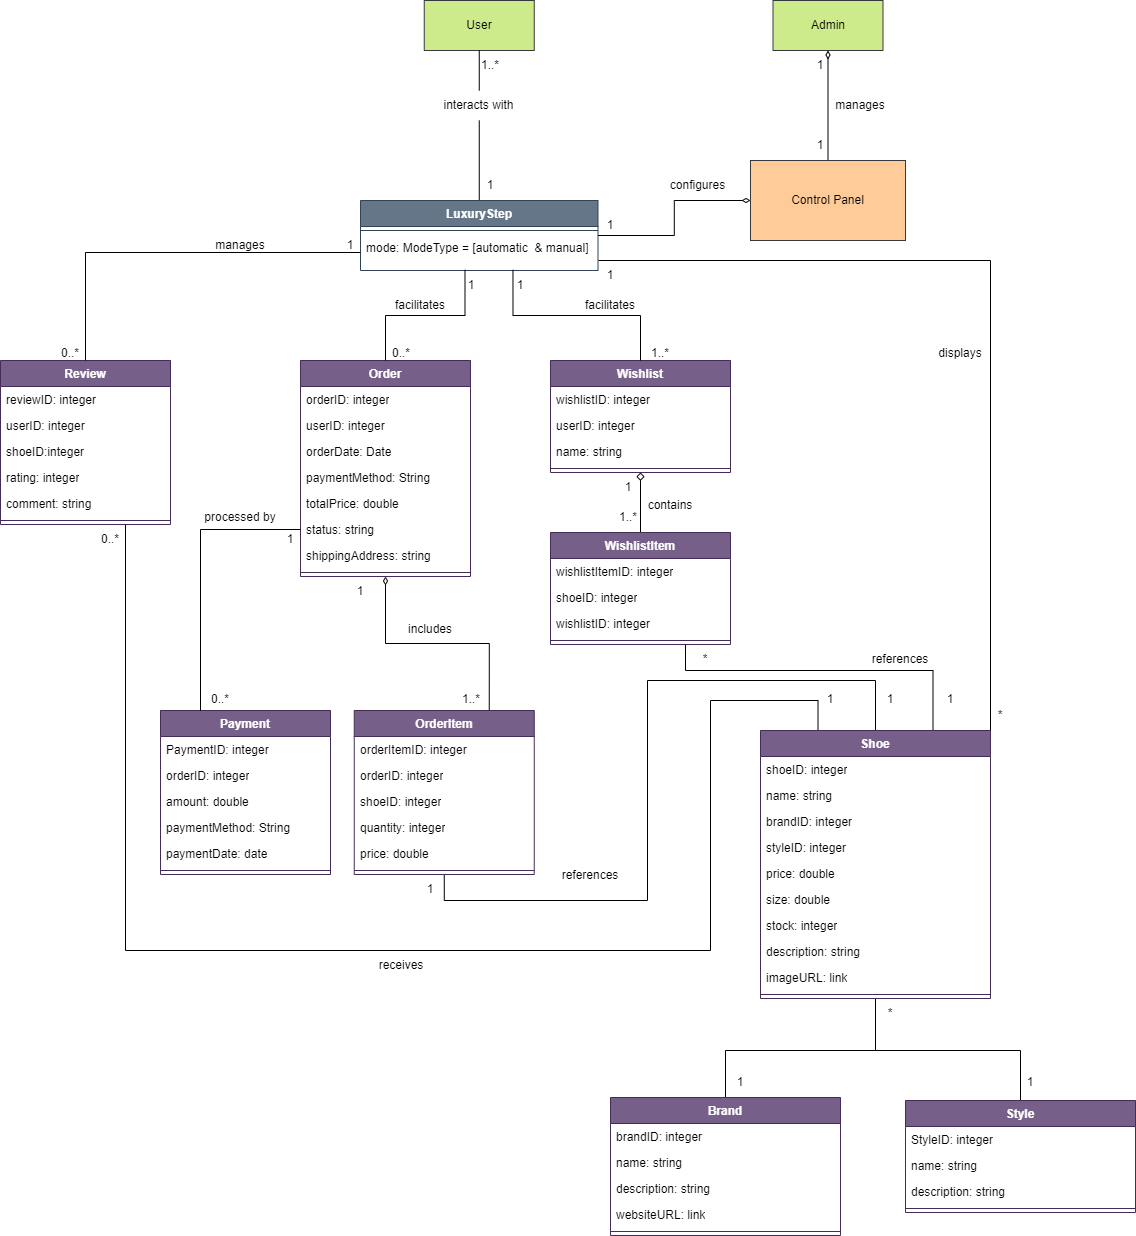 User
Admin
1..*
1
interacts with
manages
1
1
configures
Control Panel
LuxuryStep
1
manages
1
mode: ModeType = [automatic & manual]
1
1
1
facilitates
facilitates
0..*
0..*
1..*
displays
Review
reviewID: integer
userID: integer
shoeID:integer
rating: integer
comment: string
Order
orderID: integer
userID: integer
orderDate: Date
paymentMethod: String
totalPrice: double
status: string
shippingAddress: string
Wishlist
wishlistID: integer
userID: integer
name: string
1
contains
1..*
processed by
1
0..*
WishlistItem
wishlistItemID: integer
shoeID: integer
wishlistID: integer
1
includes
*
references
0..*
1..*
1
1
1
*
Payment
PaymentID: integer
orderID: integer
amount: double
paymentMethod: String
paymentDate: date
OrderItem
orderItemID: integer
orderID: integer
shoeID: integer
quantity: integer
price: double
Shoe
shoeID: integer
name: string
brandID: integer
styleID: integer
price: double
size: double
stock: integer
description: string
imageURL: link
1
references
receives
*
1
1
Brand
brandID: integer
name: string
description: string
websiteURL: link
Style
StyleID: integer
name: string
description: string